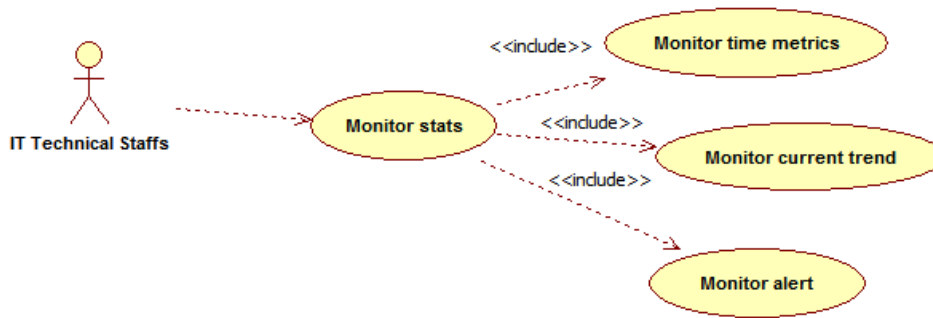 <<include>>
Monitor time metrics
IT Technical Staffs
Monitor stats
<<include>>
Monitor current trend
<<include>>
Monitor alert